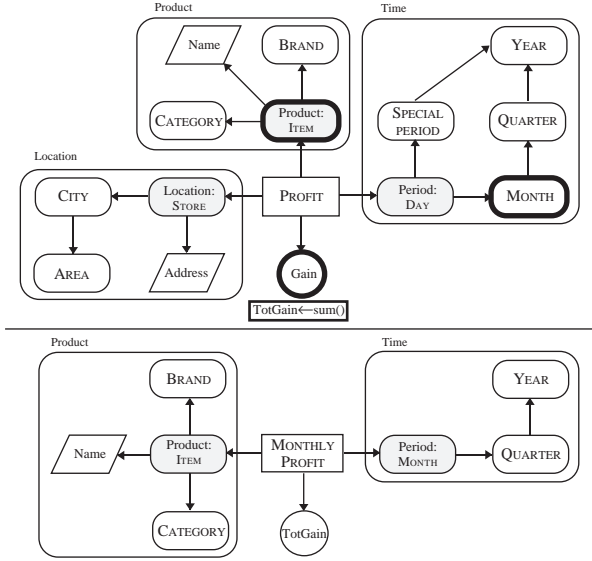 Product
Time
Name
BRAND
YEAR
CATEGORY
Product:
ITEM
SPECIAL
PERIOD
QUARTER
Location
CITY
Location:
STORE
PROFIT
Period:
DAY
MONTH
AREA
Address
Gain
TotGain←sum()
Product
Time
BRAND
YEAR
Name
Product:
ITEM
MONTHLY
PROFIT
Period:
MONTH
QUARTER
CATEGORY
TotGain